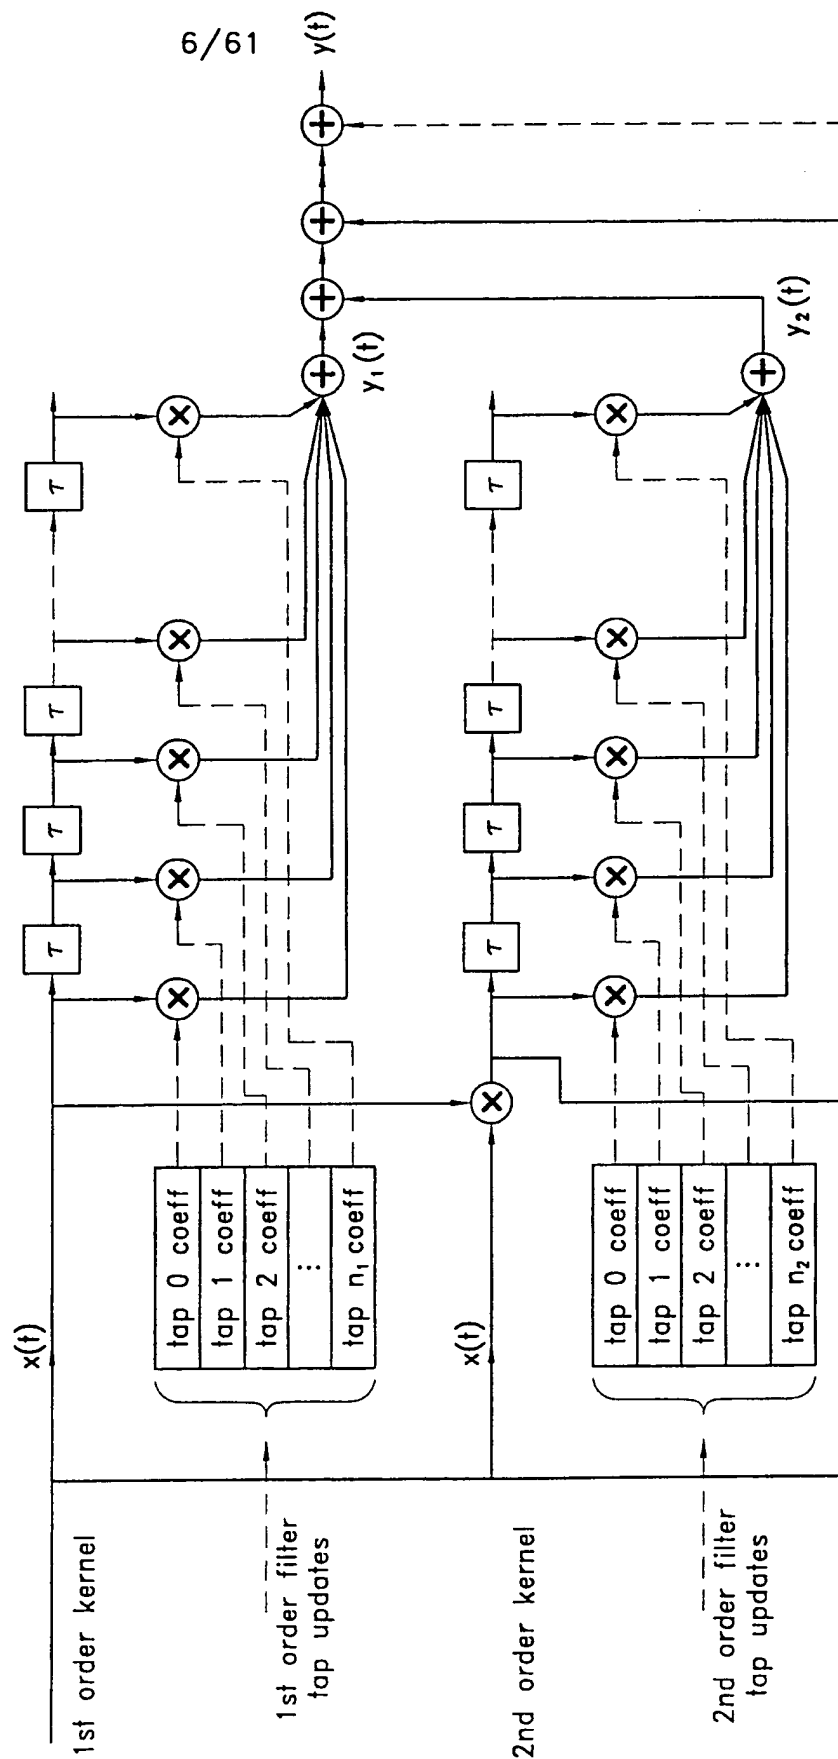 6/61
1st order kernel
x(t)
τ
τ
τ
τ
1st order filter
tap updates
tap 0 coeff
tap 1 coeff
tap 2 coeff
...
tap n₁ coeff
y₁(t)
y(t)
2nd order kernel
x(t)
τ
τ
τ
τ
2nd order filter
tap updates
tap 0 coeff
tap 1 coeff
tap 2 coeff
...
tap n₂ coeff
y₂(t)